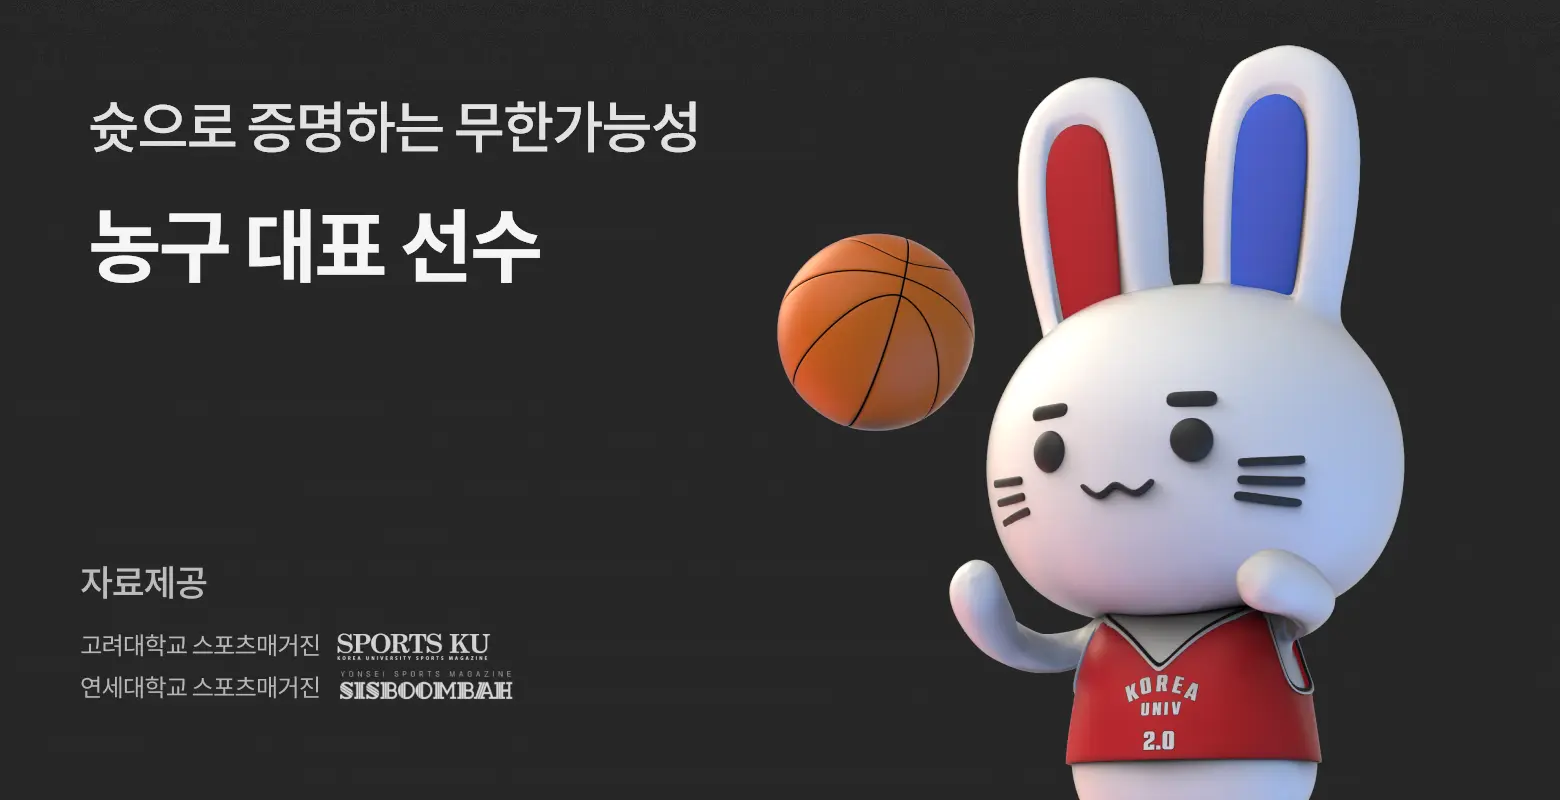 슛으로 증명하는 무한가능성
농구 대표 선수
자료제공
고려대학교 스포츠매거진 SPORTS KU
KOREA UNIVERSITY SPORTS MAGAZINE
연세대학교 스포츠매거진 YONSEI SPORTS MAGAZINE
SISBOOMBAH
KOREA
UNIV
2.0